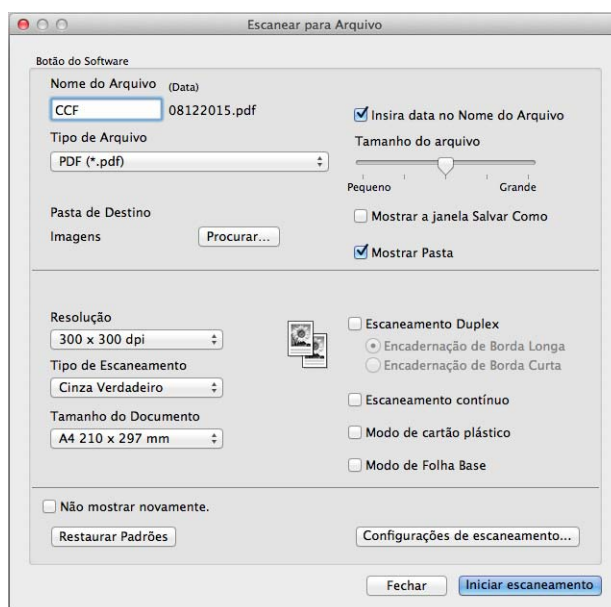 Escanear para Arquivo
Botão do Software
Nome do Arquivo (Data)
CCF 08122015.pdf
Insira data no Nome do Arquivo
Tipo de Arquivo
Tamanho do arquivo
PDF (*.pdf)
Pequeno Grande
Pasta de Destino
Mostrar a janela Salvar Como
Imagens Procurar...
Mostrar Pasta
Resolução
300 x 300 dpi
Escaneamento Duplex
Encadernação de Borda Longa
Encadernação de Borda Curta
Tipo de Escaneamento
Cinza Verdadeiro
Escaneamento contínuo
Tamanho do Documento
A4 210 x 297 mm
Modo de cartão plástico
Modo de Folha Base
Não mostrar novamente.
Restaurar Padrões Configurações de escaneamento...
Fechar Iniciar escaneamento